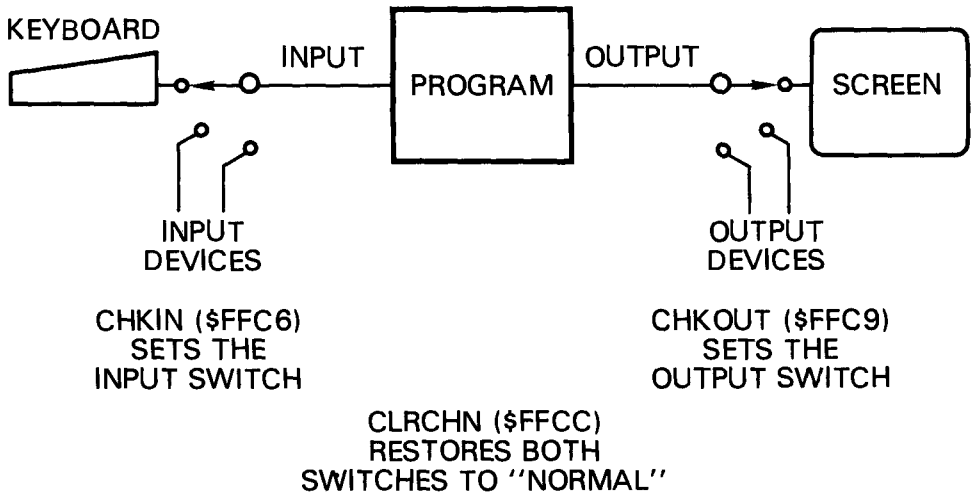 KEYBOARD
INPUT
PROGRAM
OUTPUT
SCREEN
INPUT
DEVICES
OUTPUT
DEVICES
CHKIN ($FFC6)
SETS THE
INPUT SWITCH
CHKOUT ($FFC9)
SETS THE
OUTPUT SWITCH
CLRCHN ($FFCC)
RESTORES BOTH
SWITCHES TO "NORMAL"